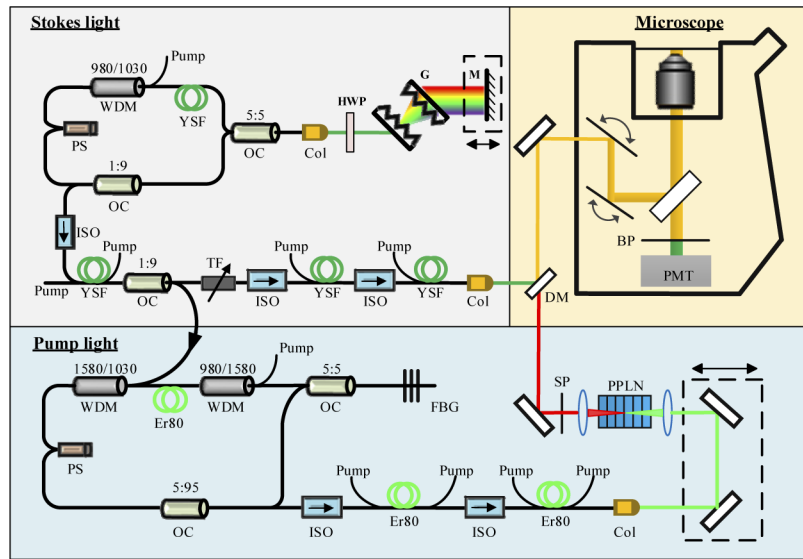 Stokes light
980/1030
Pump
WDM
YSF
PS
5:5
OC
Col
HWP
G
M
1:9
OC
ISO
Pump
YSF
Pump
1:9
OC
TF
ISO
Pump
YSF
ISO
Pump
YSF
Col
DM
Microscope
BP
PMT
Pump light
1580/1030
WDM
Er80
980/1580
WDM
Pump
5:5
OC
FBG
PS
5:95
OC
ISO
Pump
Er80
Pump
ISO
Pump
Er80
Pump
Col
SP
PPLN